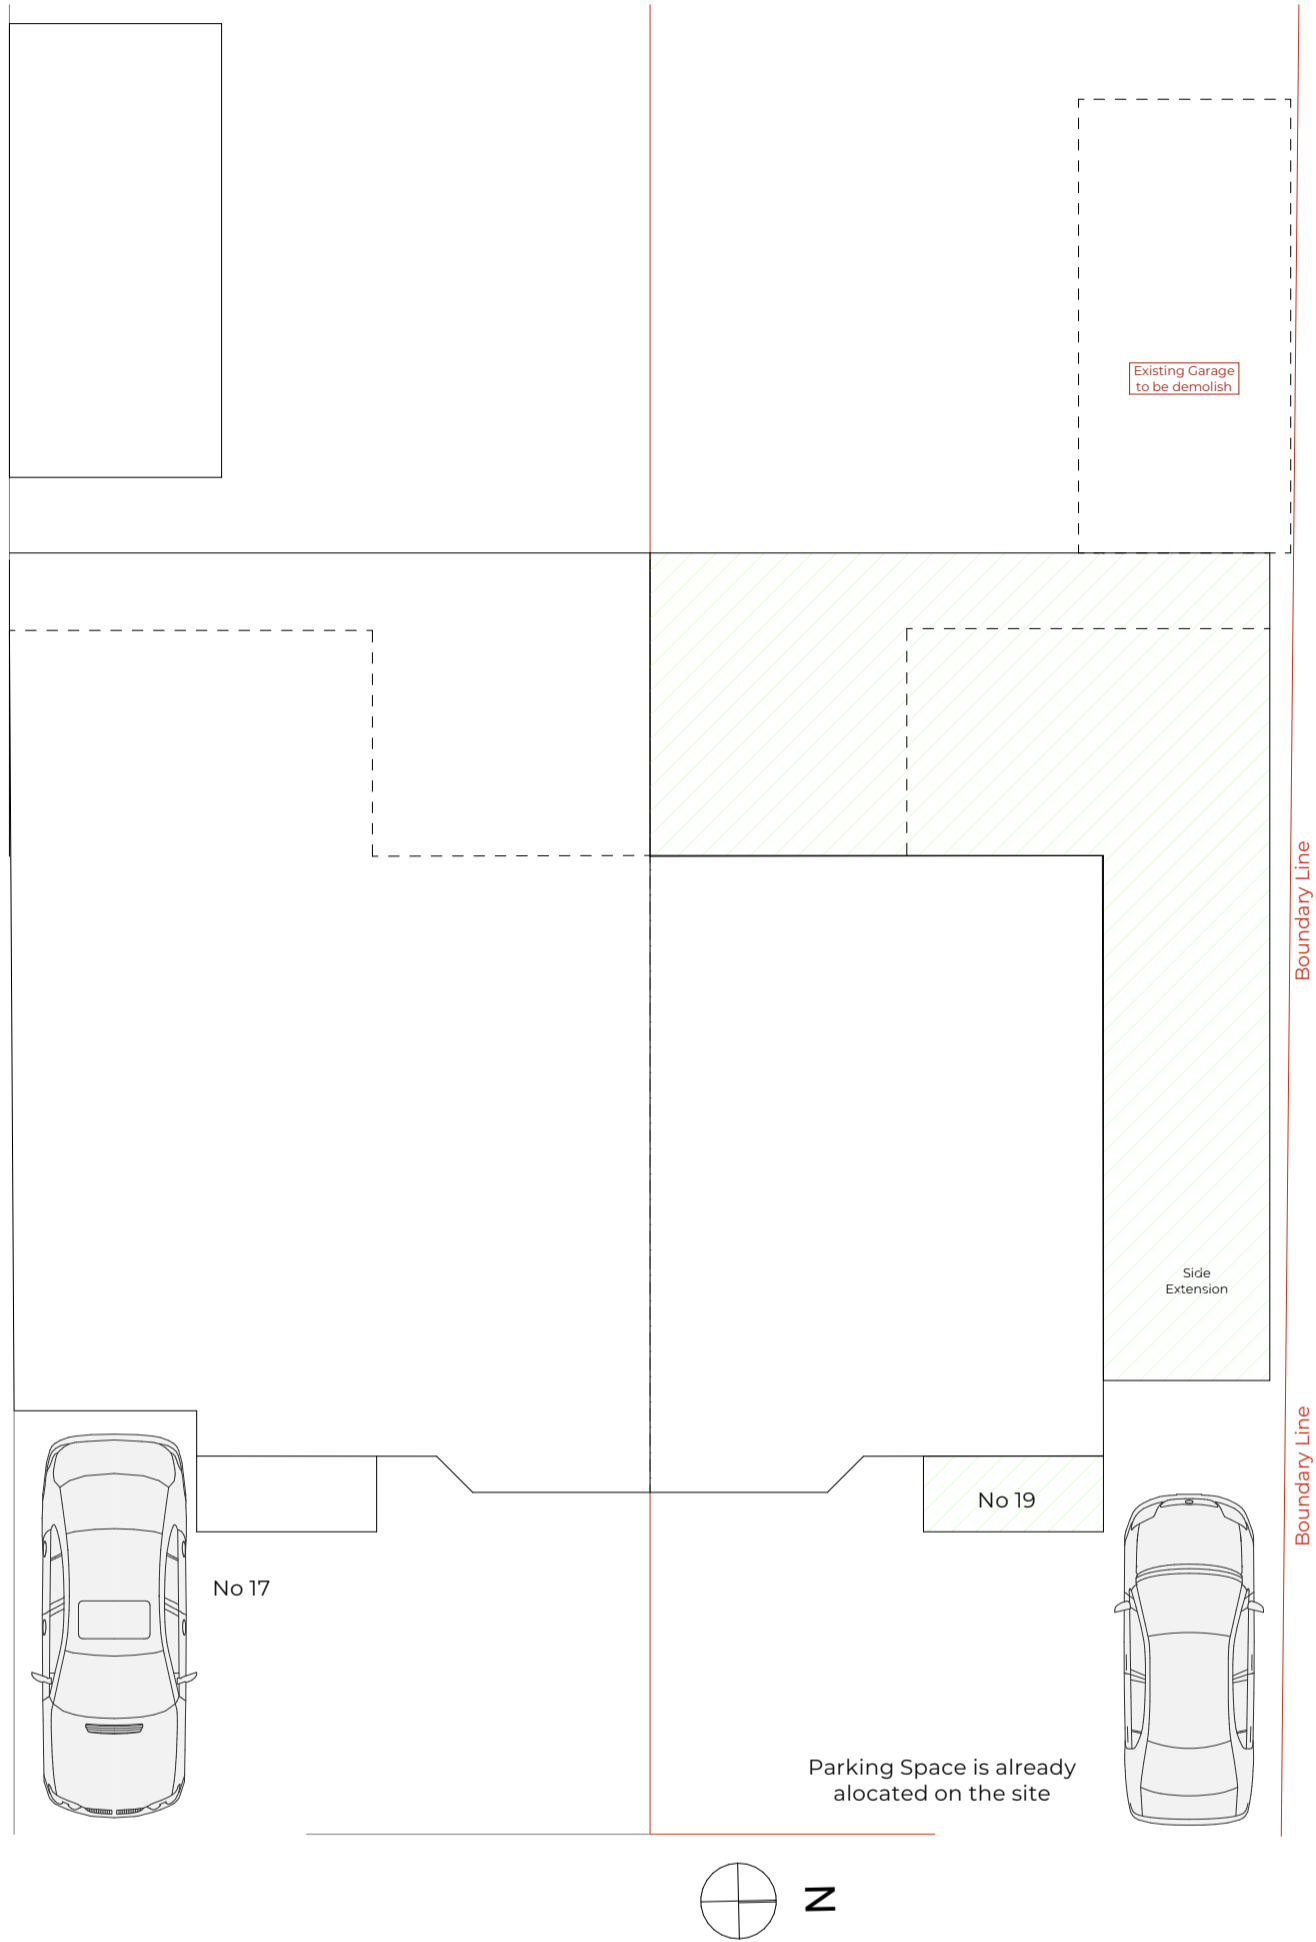 Existing Garage
to be demolish
Boundary Line
Side
Extension
Boundary Line
No 19
No 17
Parking Space is already
alocated on the site
N